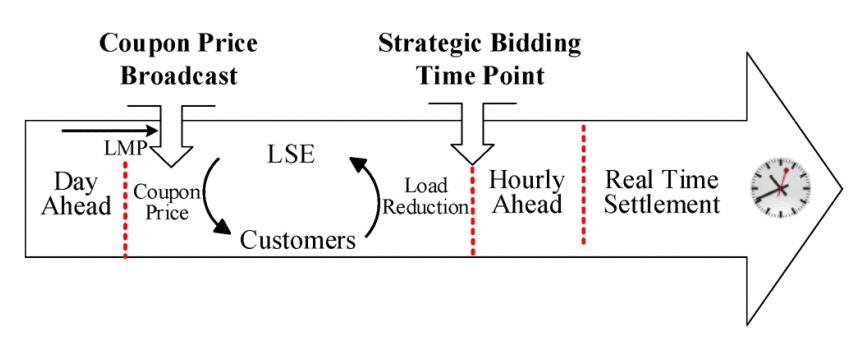 Coupon Price
Broadcast
Strategic Bidding
Time Point
LMP
Day
Ahead
Coupon
Price
LSE
Customers
Load
Reduction
Hourly
Ahead
Real Time
Settlement